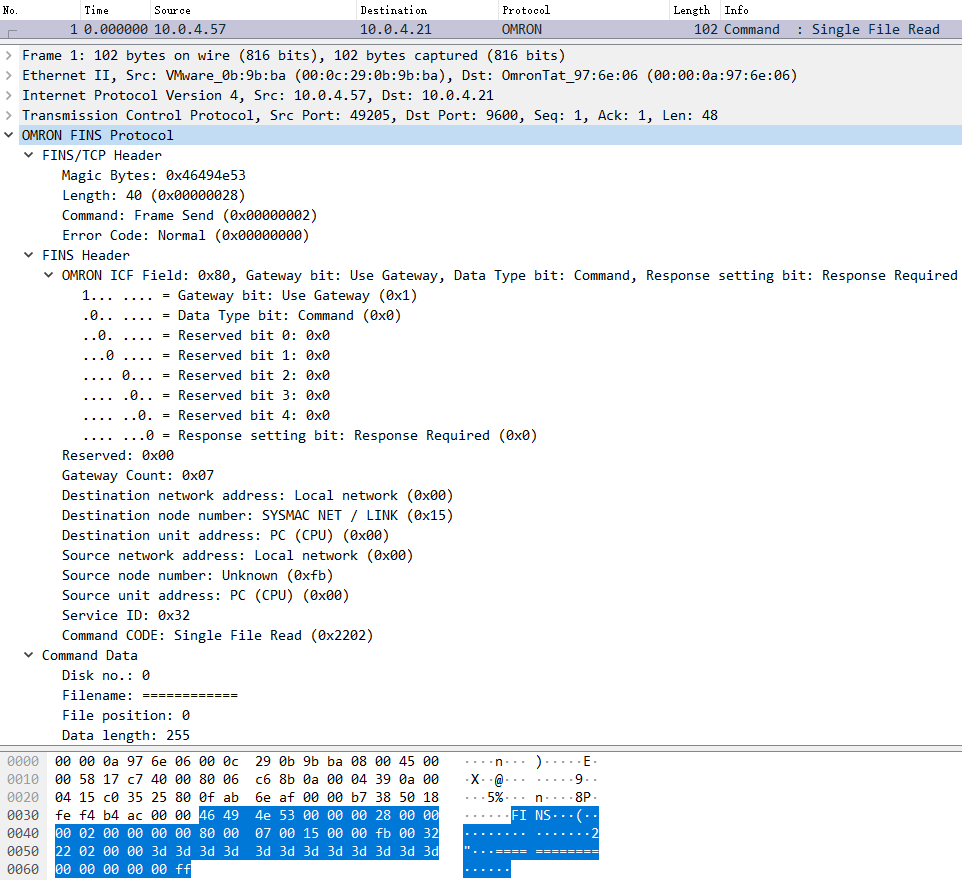 No. Time Source Destination Protocol Length Info
1 0.000000 10.0.4.57 10.0.4.21 OMRON 102 Command : Single File Read
Frame 1: 102 bytes on wire (816 bits), 102 bytes captured (816 bits)
Ethernet II, Src: VMware_0b:9b:ba (00:0c:29:0b:9b:ba), Dst: OmronTat_97:6e:06 (00:00:0a:97:6e:06)
Internet Protocol Version 4, Src: 10.0.4.57, Dst: 10.0.4.21
Transmission Control Protocol, Src Port: 49205, Dst Port: 9600, Seq: 1, Ack: 1, Len: 48
OMRON FINS Protocol
FINS/TCP Header
Magic Bytes: 0x46494e53
Length: 40 (0x00000028)
Command: Frame Send (0x00000002)
Error Code: Normal (0x00000000)
FINS Header
OMRON ICF Field: 0x80, Gateway bit: Use Gateway, Data Type bit: Command, Response setting bit: Response Required
1... .... = Gateway bit: Use Gateway (0x1)
.0.. .... = Data Type bit: Command (0x0)
..0. .... = Reserved bit 0: 0x0
...0 .... = Reserved bit 1: 0x0
.... 0... = Reserved bit 2: 0x0
.... .0.. = Reserved bit 3: 0x0
.... ..0. = Reserved bit 4: 0x0
.... ...0 = Response setting bit: Response Required (0x0)
Reserved: 0x00
Gateway Count: 0x07
Destination network address: Local network (0x00)
Destination node number: SYSMAC NET / LINK (0x15)
Destination unit address: PC (CPU) (0x00)
Source network address: Local network (0x00)
Source node number: Unknown (0xfb)
Source unit address: PC (CPU) (0x00)
Service ID: 0x32
Command CODE: Single File Read (0x2202)
Command Data
Disk no.: 0
Filename: ============
File position: 0
Data length: 255
0000 00 00 0a 97 6e 06 00 0c 29 0b 9b ba 08 00 45 00 ····n··· )·····E·
0010 00 58 17 c7 40 00 80 06 c6 8b 0a 00 04 39 0a 00 ·X··@··· ·····9··
0020 04 15 c0 35 25 80 0f ab 6e af 00 00 b7 38 50 18 ···5%··· n····8P·
0030 fe f4 b4 ac 00 00 46 49 4e 53 00 00 00 28 00 00 ······FI NS···(··
0040 00 02 00 00 00 00 80 00 07 00 15 00 00 fb 00 32 ········ ·······2
0050 22 02 00 00 3d 3d 3d 3d 3d 3d 3d 3d 3d 3d 3d 3d "···==== ========
0060 00 00 00 00 00 ff ······